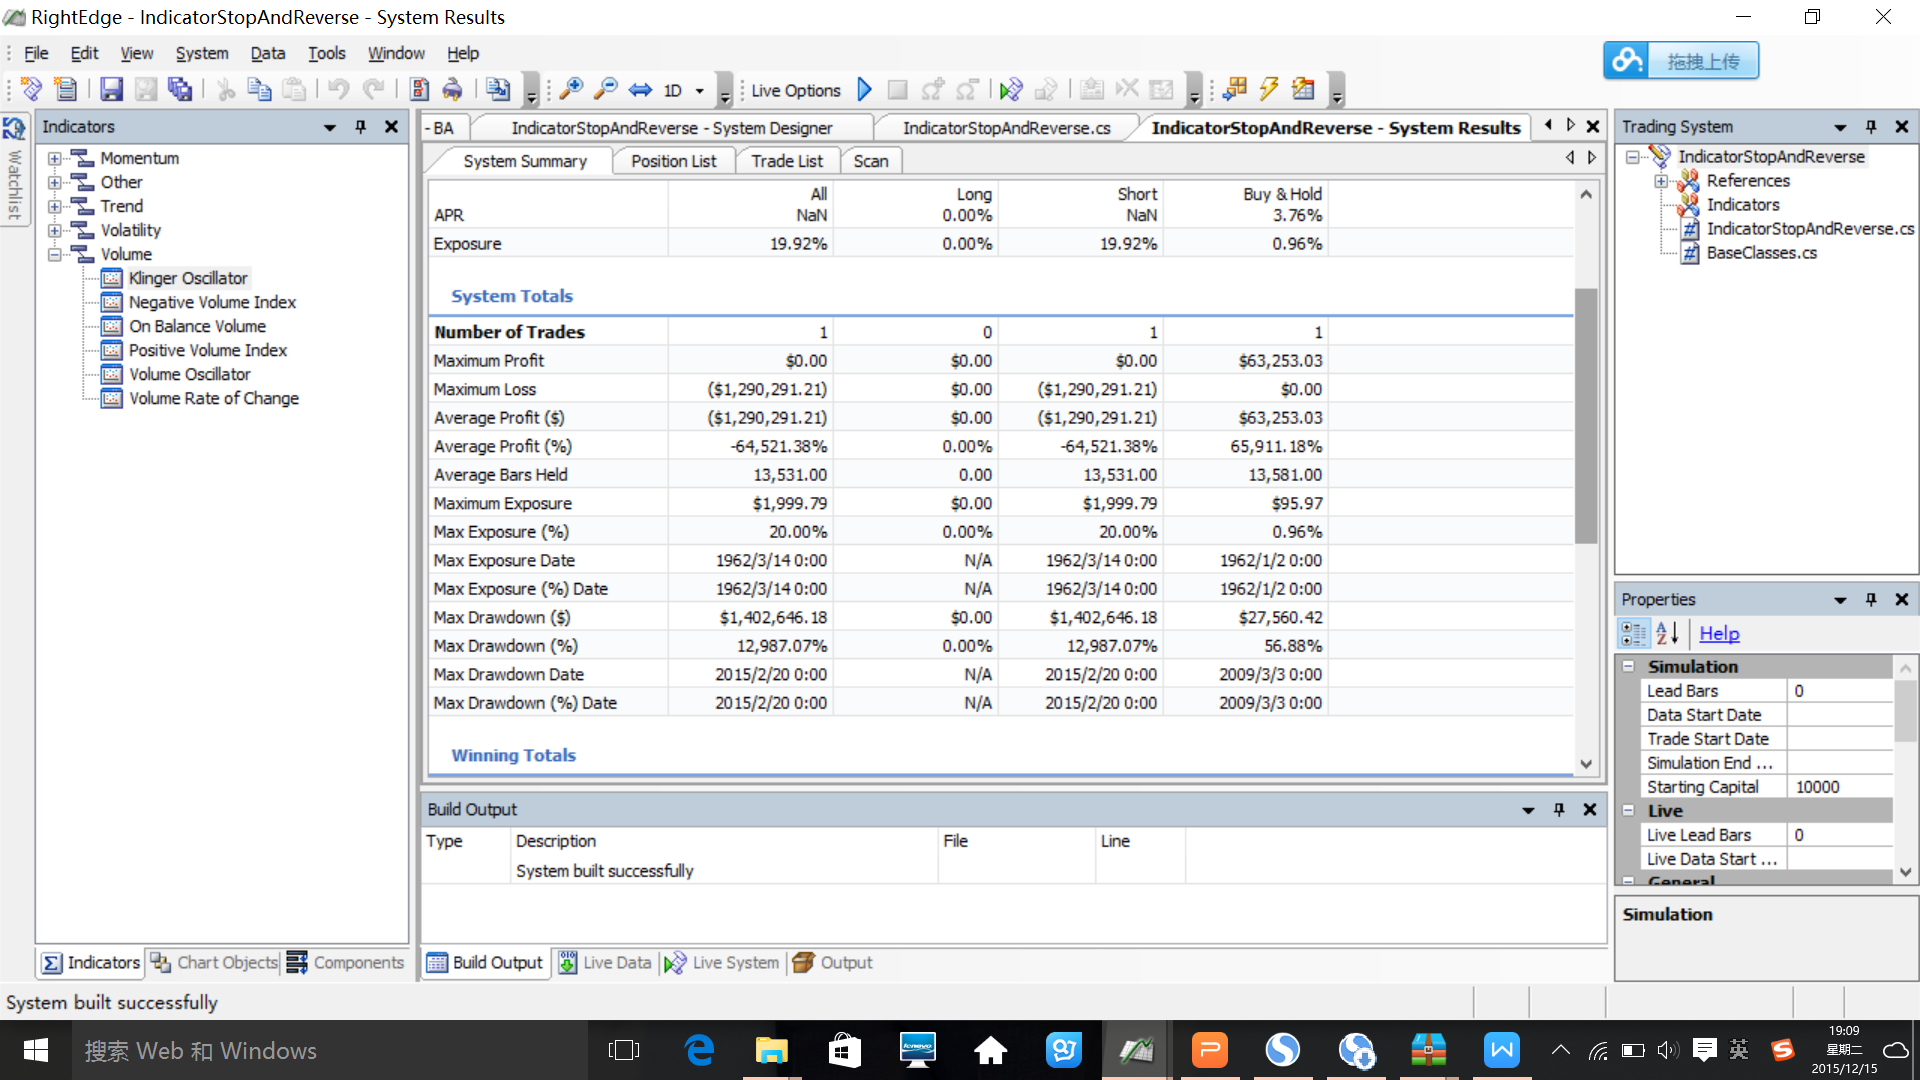 RightEdge - IndicatorStopAndReverse - System Results
File Edit View System Data Tools Window Help
拖拽上传
1D Live Options
Watchlist
Indicators
Momentum
Other
Trend
Volatility
Volume
Klinger Oscillator
Negative Volume Index
On Balance Volume
Positive Volume Index
Volume Oscillator
Volume Rate of Change
Indicators Chart Objects Components
- BA IndicatorStopAndReverse - System Designer IndicatorStopAndReverse.cs IndicatorStopAndReverse - System Results
System Summary Position List Trade List Scan
All Long Short Buy & Hold
APR NaN 0.00% NaN 3.76%
Exposure 19.92% 0.00% 19.92% 0.96%
System Totals
Number of Trades 1 0 1 1
Maximum Profit $0.00 $0.00 $0.00 $63,253.03
Maximum Loss ($1,290,291.21) $0.00 ($1,290,291.21) $0.00
Average Profit ($) ($1,290,291.21) $0.00 ($1,290,291.21) $63,253.03
Average Profit (%) -64,521.38% 0.00% -64,521.38% 65,911.18%
Average Bars Held 13,531.00 0.00 13,531.00 13,581.00
Maximum Exposure $1,999.79 $0.00 $1,999.79 $95.97
Max Exposure (%) 20.00% 0.00% 20.00% 0.96%
Max Exposure Date 1962/3/14 0:00 N/A 1962/3/14 0:00 1962/1/2 0:00
Max Exposure (%) Date 1962/3/14 0:00 N/A 1962/3/14 0:00 1962/1/2 0:00
Max Drawdown ($) $1,402,646.18 $0.00 $1,402,646.18 $27,560.42
Max Drawdown (%) 12,987.07% 0.00% 12,987.07% 56.88%
Max Drawdown Date 2015/2/20 0:00 N/A 2015/2/20 0:00 2009/3/3 0:00
Max Drawdown (%) Date 2015/2/20 0:00 N/A 2015/2/20 0:00 2009/3/3 0:00
Winning Totals
Build Output
Type Description File Line
System built successfully
Build Output Live Data Live System Output
Trading System
IndicatorStopAndReverse
References
Indicators
IndicatorStopAndReverse.cs
BaseClasses.cs
Properties
Help
Simulation
Lead Bars 0
Data Start Date
Trade Start Date
Simulation End ...
Starting Capital 10000
Live
Live Lead Bars 0
Live Data Start ...
General
Simulation
System built successfully
搜索 Web 和 Windows
lenovo
英
19:09
星期二
2015/12/15